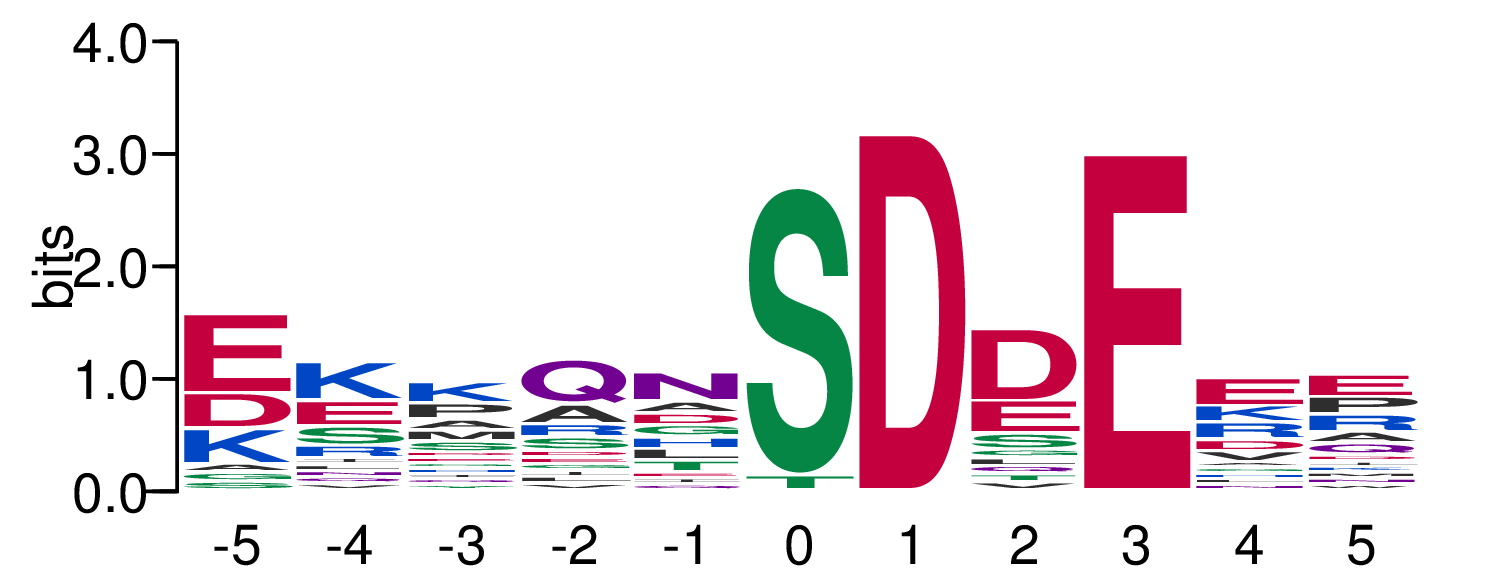 4.0
3.0
2.0
1.0
0.0
bits
E D K
K E S R
K P A M
Q A R S
N A D G H
S T
D
D E S
E
E K R D V
E P R A Q
-5 -4 -3 -2 -1 0 1 2 3 4 5